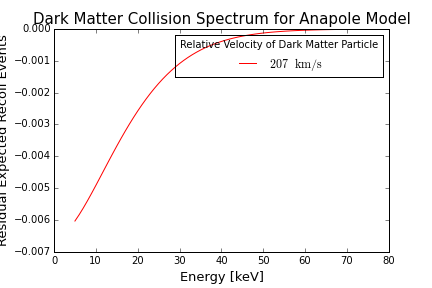 Dark Matter Collision Spectrum for Anapole Model
Relative Velocity of Dark Matter Particle
207 km/s
Residual Expected Recoil Events
0.000
−0.001
−0.002
−0.003
−0.004
−0.005
−0.006
−0.007
0 10 20 30 40 50 60 70 80
Energy [keV]